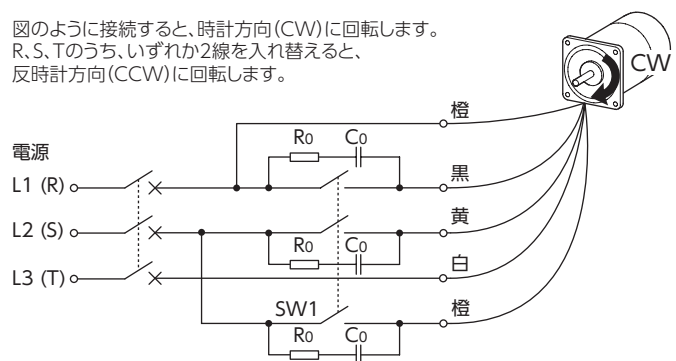 図のように接続すると、時計方向(CW)に回転します。
R、S、Tのうち、いずれか2線を入れ替えると、
反時計方向(CCW)に回転します。
CW
橙
電源
R0 C0
L1 (R)
黒
L2 (S)
黄
R0 C0
L3 (T)
白
SW1
橙
R0 C0